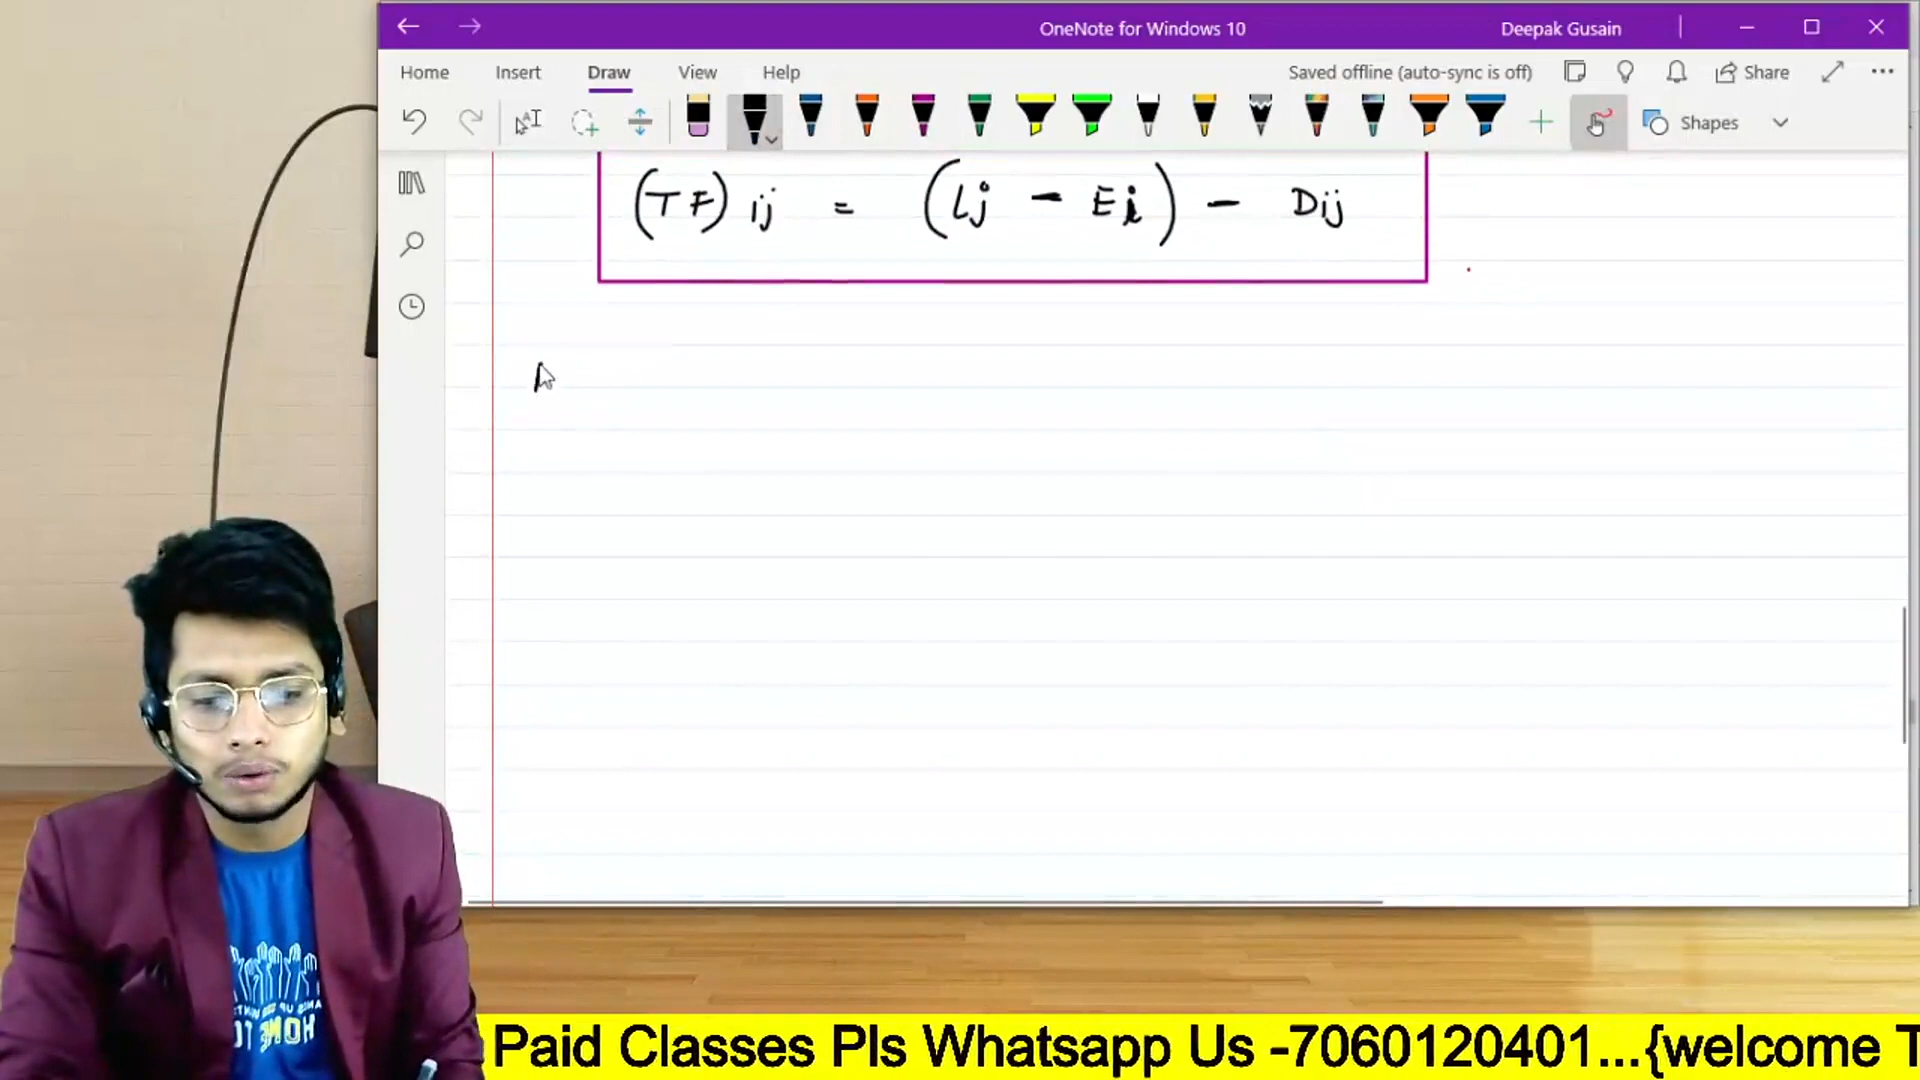 OneNote for Windows 10
Deepak Gusain
Home Insert Draw View Help
Saved offline (auto-sync is off)
Share
Shapes
(TF) ij = (Lj - Ei) - Dij
Paid Classes Pls Whatsapp Us -7060120401...{welcome T